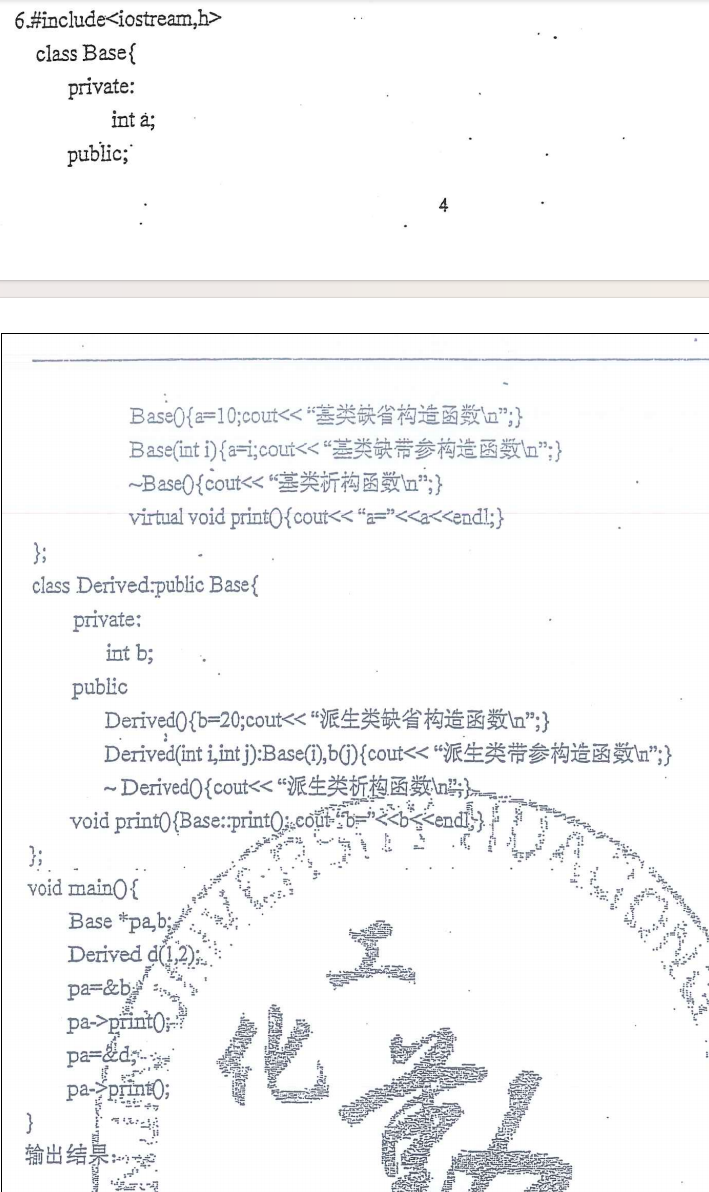 6.#include<iostream,h>
class Base{
private:
int a;
public;
4
Base(){a=10;cout<< “基类缺省构造函数\n”;}
Base(int i){a=i;cout<< “基类缺带参构造函数\n”;}
~Base(){cout<< “基类析构函数\n”;}
virtual void print(){cout<< “a=”<<a<<endl;}
};
class Derived:public Base{
private:
int b;
public
Derived(){b=20;cout<< “派生类缺省构造函数\n”;}
Derived(int i,int j):Base(i),b(j){cout<< “派生类带参构造函数\n”;}
~ Derived(){cout<< “派生类析构函数\n”;}
void print(){Base::print(); cout “b=”<<b<<endl;}
};
void main(){
Base *pa,b;
Derived d(1,2);
pa=&b
pa->print();
pa=&d;
pa->print();
}
输出结果:
工
化